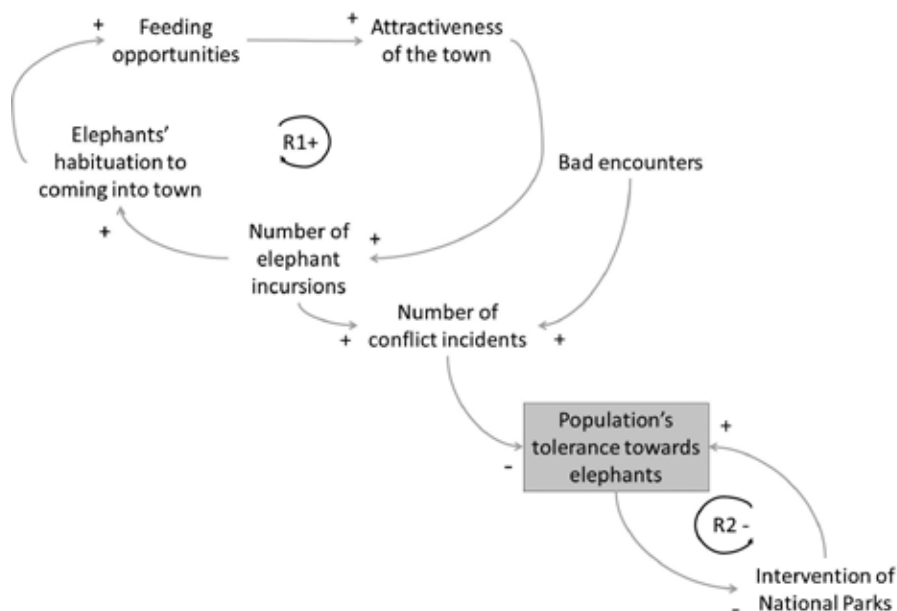 +
Feeding
opportunities
+
Attractiveness
of the town
Elephants'
habituation to
coming into town
R1+
Bad encounters
+
Number of
elephant
incursions
+
Number of
conflict incidents
+
+
Population's
tolerance towards
elephants
+
-
R2 -
Intervention of
National Parks
-